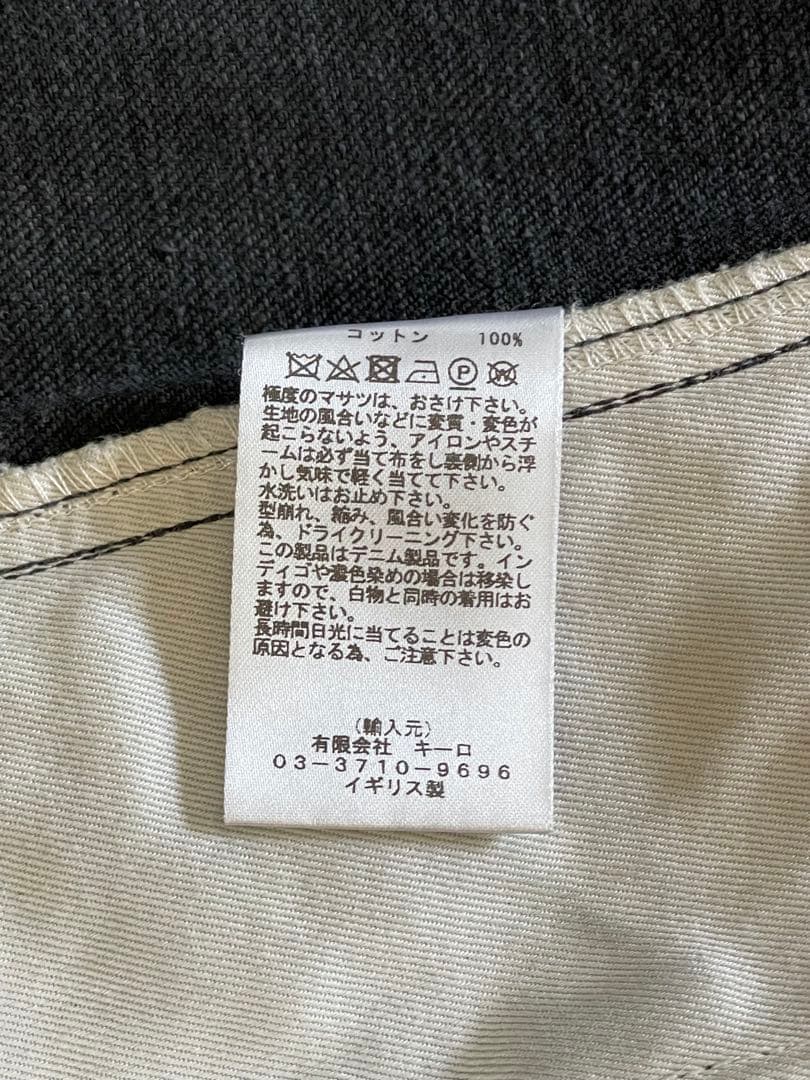 コットン 100%
極度のマサツは、おさけ下さい。
生地の風合いなどに変質・変色が
起こらないよう、アイロンやスチ
ームは必ず当て布をし裏側から浮
かし気味で軽く当てて下さい。
水洗いはお止め下さい。
型崩れ、縮み、風合い変化を防ぐ
為、ドライクリーニング下さい。
この製品はデニム製品です。イン
ディゴや濃色染めの場合は移染し
ますので、白物と同時の着用はお
避け下さい。
長時間日光に当てることは変色の
原因となる為、ご注意下さい。
(輸入元)
有限会社 キーロ
03-3710-9696
イギリス製